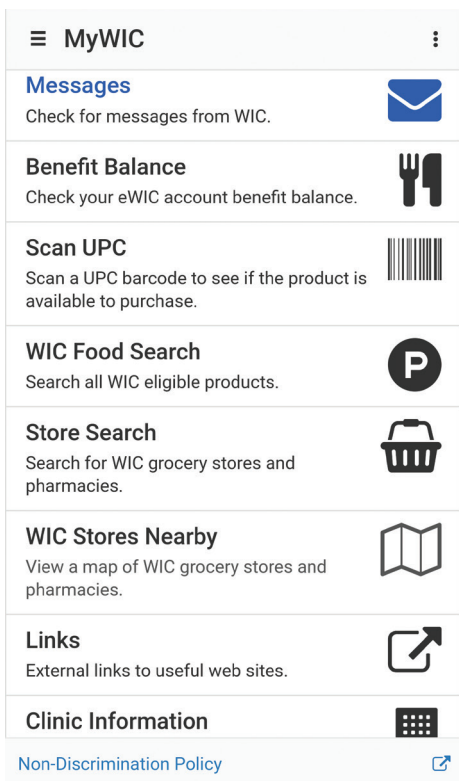 MyWIC
Messages
Check for messages from WIC.
Benefit Balance
Check your eWIC account benefit balance.
Scan UPC
Scan a UPC barcode to see if the product is
available to purchase.
WIC Food Search
Search all WIC eligible products.
P
Store Search
Search for WIC grocery stores and
pharmacies.
WIC Stores Nearby
View a map of WIC grocery stores and
pharmacies.
Links
External links to useful web sites.
Clinic Information
Non-Discrimination Policy